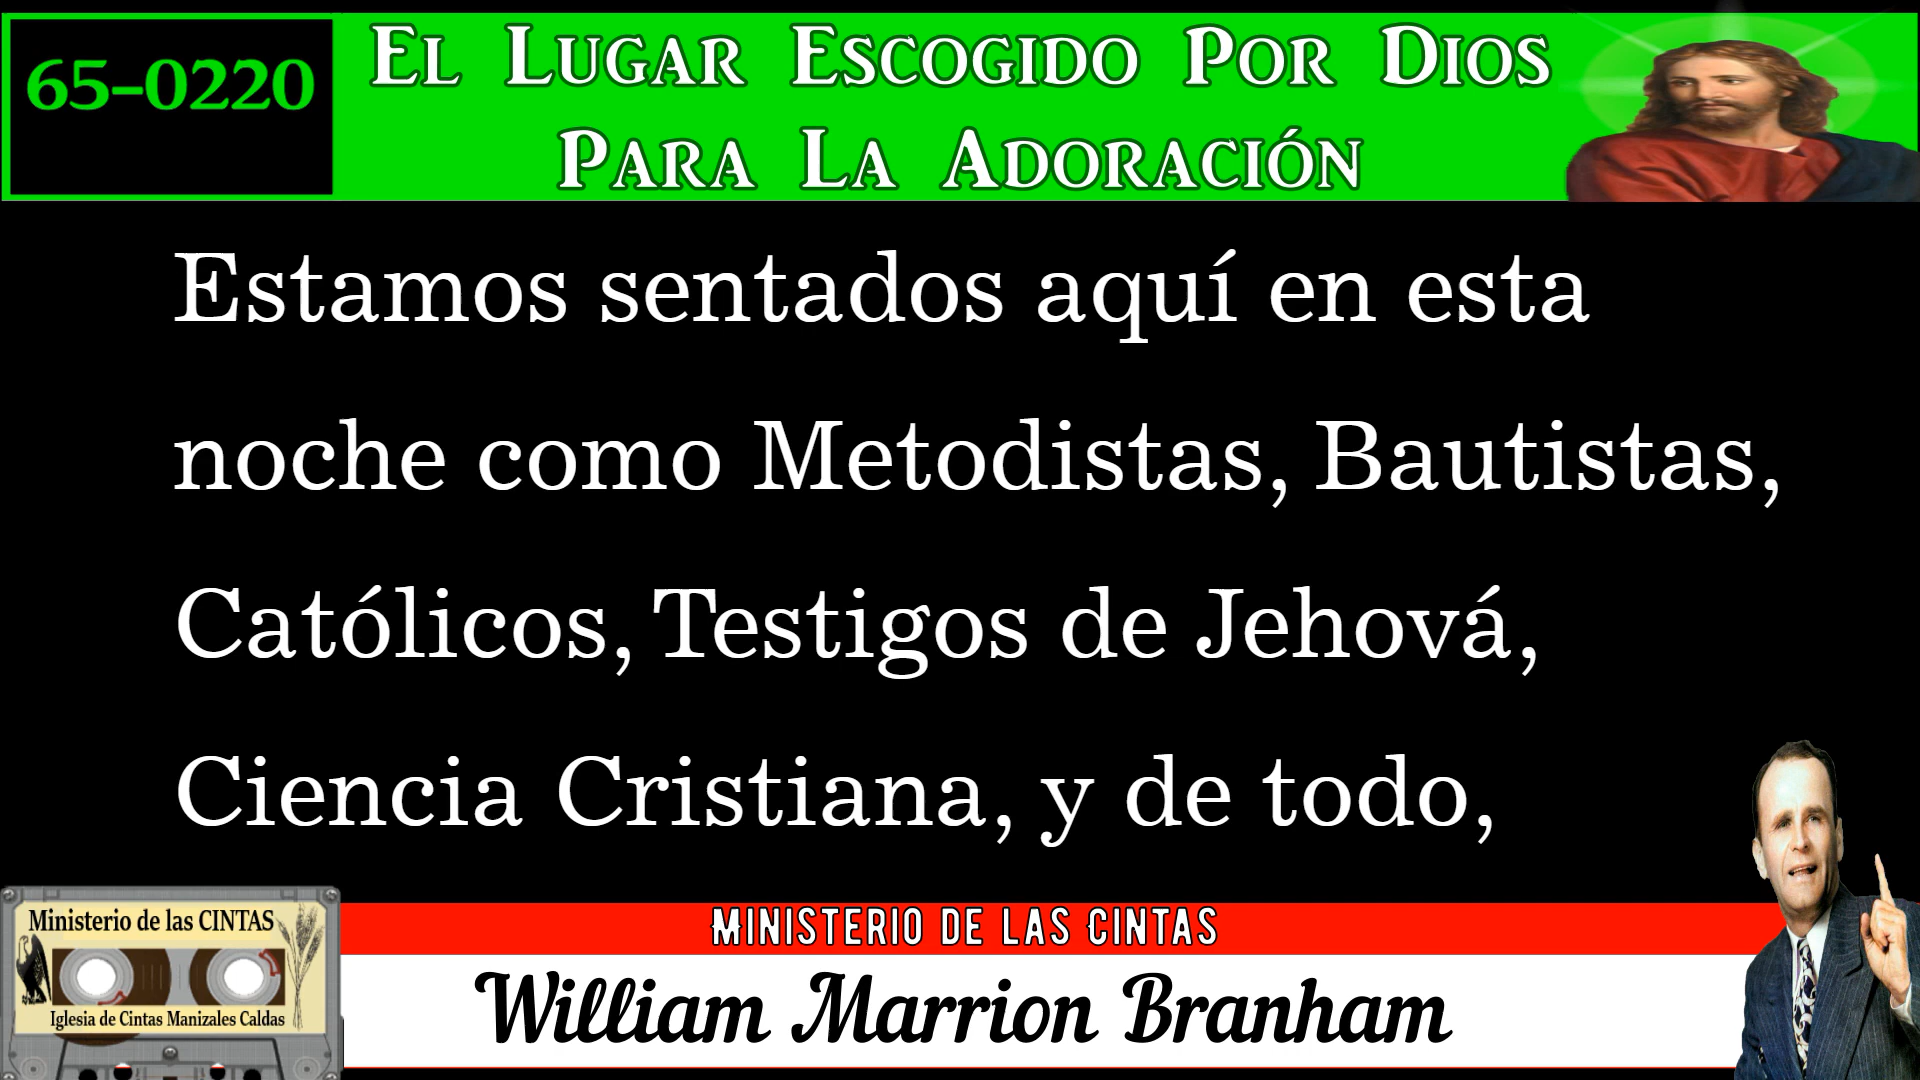 65-0220
El Lugar Escogido Por Dios
Para La Adoración
Estamos sentados aquí en esta
noche como Metodistas, Bautistas,
Católicos, Testigos de Jehová,
Ciencia Cristiana, y de todo,
Ministerio de las CINTAS
Iglesia de Cintas Manizales Caldas
MINISTERIO DE LAS CINTAS
William Marrion Branham